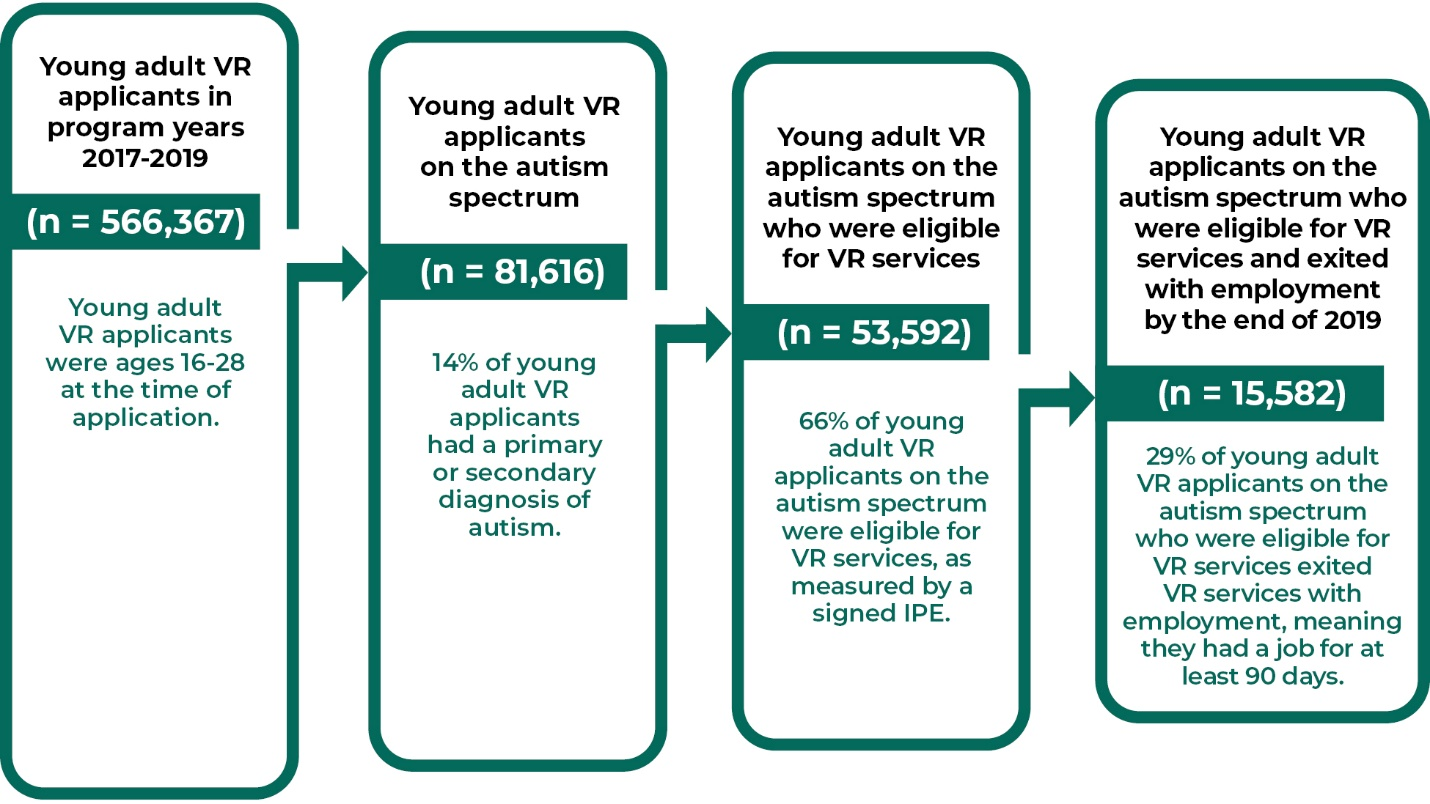 Young adult VR
applicants in
program years
2017-2019
(n = 566,367)
Young adult
VR applicants
were ages 16-28
at the time of
application.
Young adult VR
applicants
on the autism
spectrum
(n = 81,616)
14% of young
adult VR
applicants
had a primary
or secondary
diagnosis of
autism.
Young adult VR
applicants on the
autism spectrum
who were eligible
for VR services
(n = 53,592)
66% of young
adult VR
applicants on the
autism spectrum
were eligible for
VR services, as
measured by a
signed IPE.
Young adult VR
applicants on the
autism spectrum who
were eligible for VR
services and exited
with employment
by the end of 2019
(n = 15,582)
29% of young adult
VR applicants on the
autism spectrum
who were eligible for
VR services exited
VR services with
employment, meaning
they had a job for at
least 90 days.